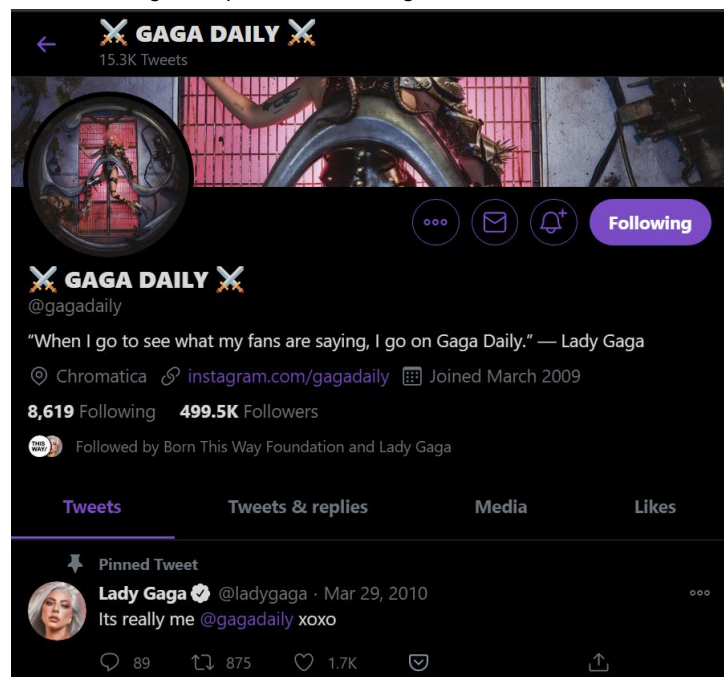 ⚔️ GAGA DAILY ⚔️
15.3K Tweets
Following
⚔️ GAGA DAILY ⚔️
@gagadaily
“When I go to see what my fans are saying, I go on Gaga Daily.” — Lady Gaga
Chromatica instagram.com/gagadaily Joined March 2009
8,619 Following 499.5K Followers
THIS WAY/ Followed by Born This Way Foundation and Lady Gaga
Tweets Tweets & replies Media Likes
Pinned Tweet
Lady Gaga @ladygaga · Mar 29, 2010
Its really me @gagadaily xoxo
89 875 1.7K